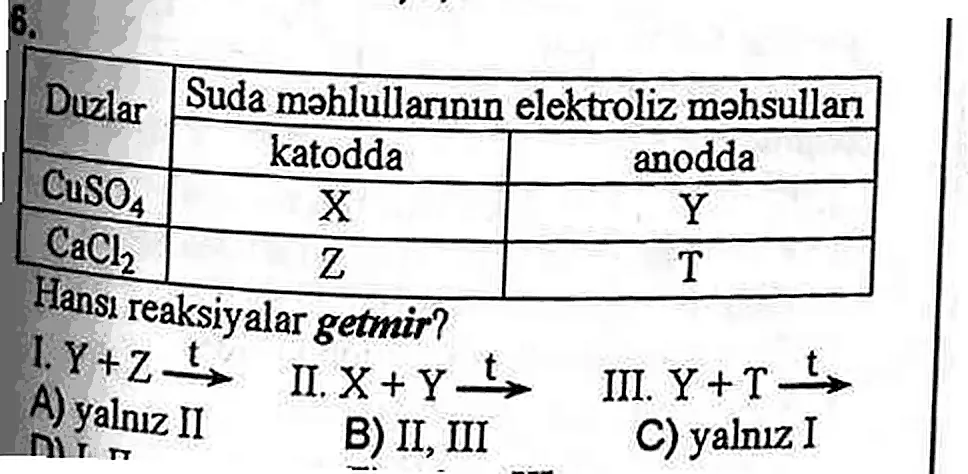 6.
Duzlar Suda məhlullarının elektroliz məhsulları
katodda anodda
CuSO₄ X Y
CaCl₂ Z T
Hansı reaksiyalar getmir?
I. Y + Z →t II. X + Y →t III. Y + T →t
A) yalnız II B) II, III C) yalnız I
D) I, II